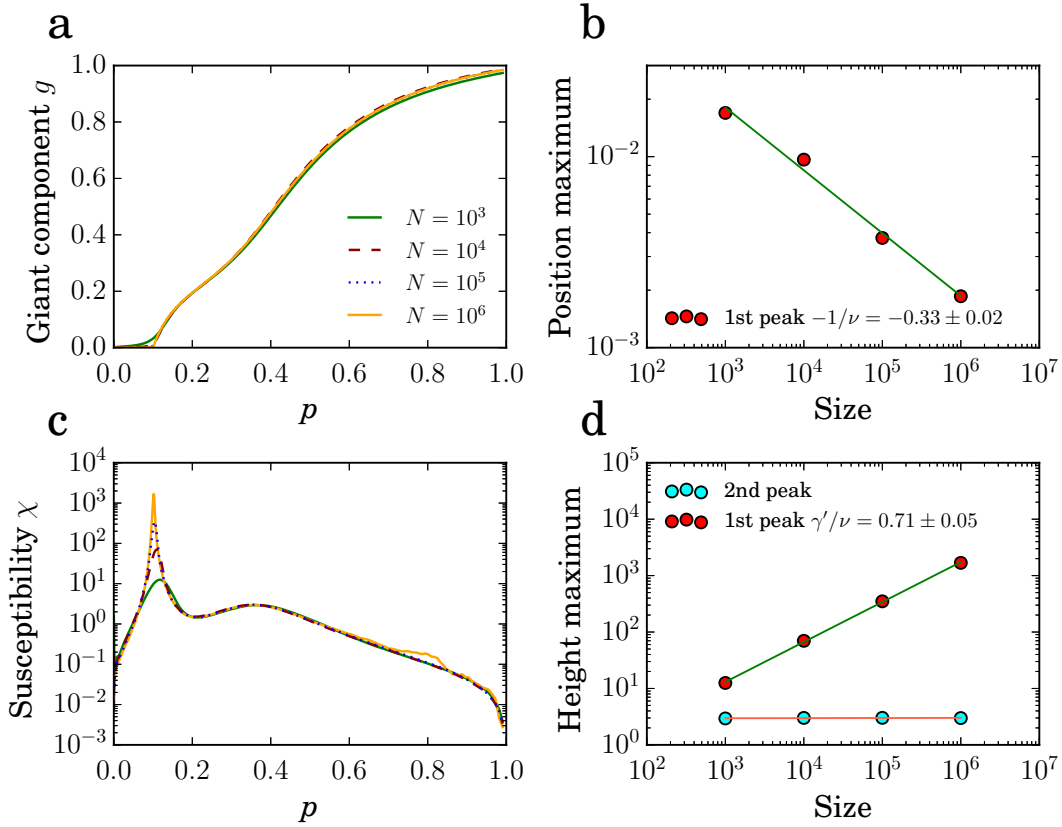 a
Giant component g
1.0
0.8
0.6
0.4
0.2
0.0
0.0 0.2 0.4 0.6 0.8 1.0
p
N = 10^3
N = 10^4
N = 10^5
N = 10^6
b
Position maximum
10^{-2}
10^{-3}
10^2 10^3 10^4 10^5 10^6 10^7
Size
1st peak −1/ν = −0.33 ± 0.02
c
Susceptibility χ
10^4
10^3
10^2
10^1
10^0
10^{-1}
10^{-2}
10^{-3}
0.0 0.2 0.4 0.6 0.8 1.0
p
d
Height maximum
10^5
10^4
10^3
10^2
10^1
10^0
10^2 10^3 10^4 10^5 10^6 10^7
Size
2nd peak
1st peak γ′/ν = 0.71 ± 0.05